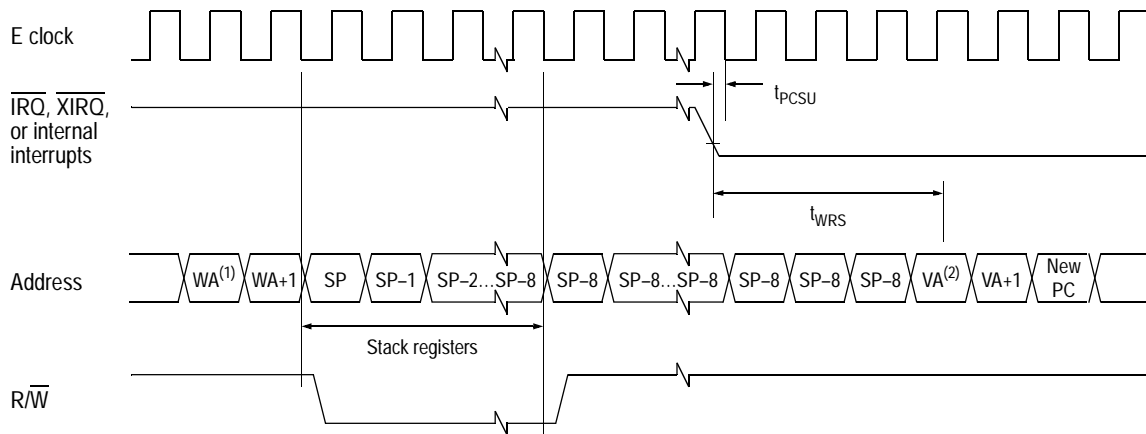 E clock
IRQ, XIRQ,
or internal
interrupts
tPCSU
tWRS
Address
WA(1) WA+1 SP SP–1 SP–2...SP–8 SP–8 SP–8...SP–8 SP–8 SP–8 SP–8 VA(2) VA+1 New
PC
Stack registers
R/W